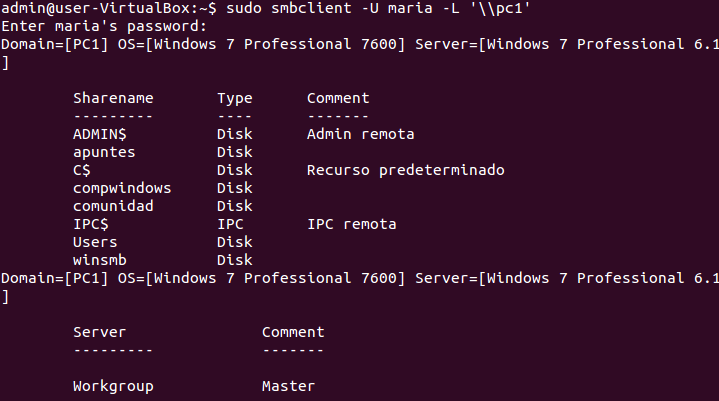 admin@user-VirtualBox:~$ sudo smbclient -U maria -L '\\pc1'
Enter maria's password:
Domain=[PC1] OS=[Windows 7 Professional 7600] Server=[Windows 7 Professional 6.1
]
Sharename Type Comment
--------- ---- -------
ADMIN$ Disk Admin remota
apuntes Disk
C$ Disk Recurso predeterminado
compwindows Disk
comunidad Disk
IPC$ IPC IPC remota
Users Disk
winsmb Disk
Domain=[PC1] OS=[Windows 7 Professional 7600] Server=[Windows 7 Professional 6.1
]
Server Comment
--------- -------
Workgroup Master